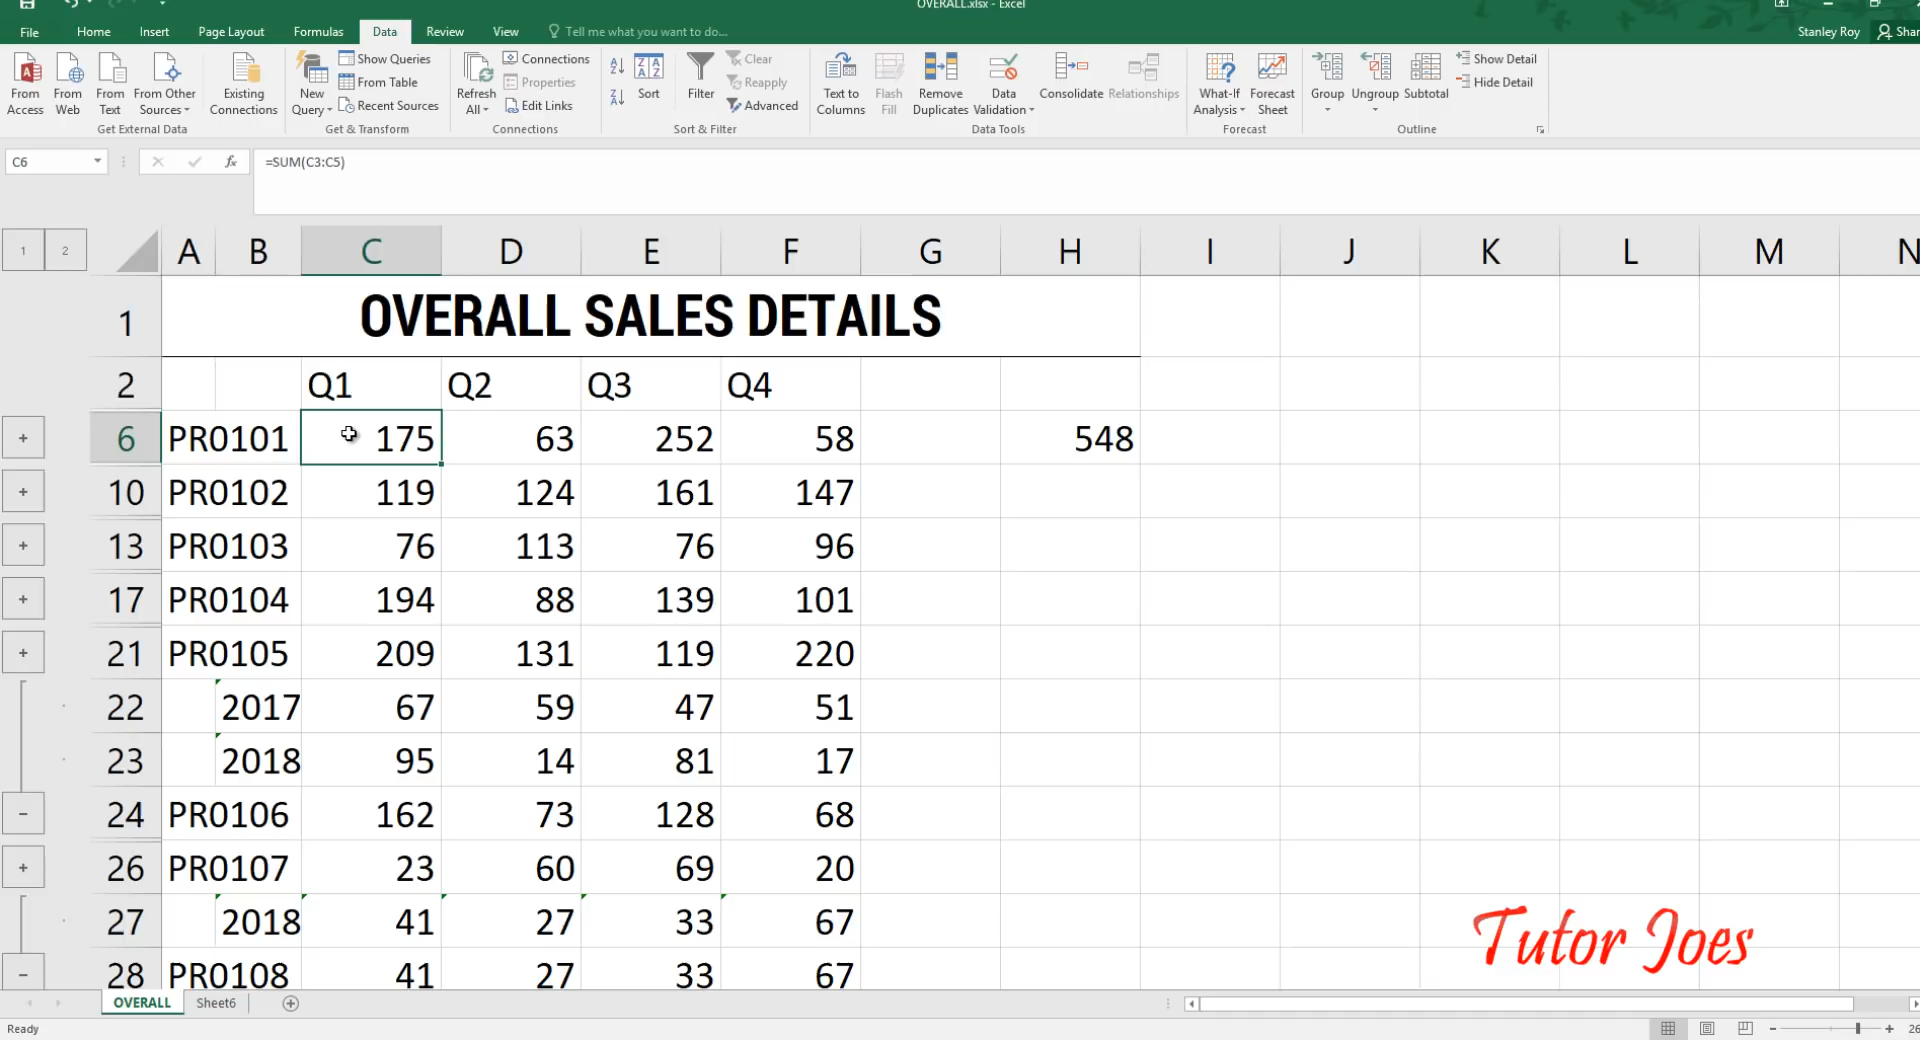 OVERALL.xlsx - Excel
File Home Insert Page Layout Formulas Data Review View Tell me what you want to do... Stanley Roy
From Access
From Web
From Text
From Other Sources
Existing Connections
Get External Data
New Query
Show Queries
From Table
Recent Sources
Get & Transform
Refresh All
Connections
Properties
Edit Links
Connections
Sort
Filter
Clear
Reapply
Advanced
Sort & Filter
Text to Columns
Flash Fill
Remove Duplicates
Data Validation
Consolidate
Relationships
Data Tools
What-If Analysis
Forecast Sheet
Forecast
Group
Ungroup
Subtotal
Show Detail
Hide Detail
Outline
C6 fx =SUM(C3:C5)
1 2 A B C D E F G H I J K L M N
1 OVERALL SALES DETAILS
2 Q1 Q2 Q3 Q4
6 PR0101 175 63 252 58 548
10 PR0102 119 124 161 147
13 PR0103 76 113 76 96
17 PR0104 194 88 139 101
21 PR0105 209 131 119 220
22 2017 67 59 47 51
23 2018 95 14 81 17
24 PR0106 162 73 128 68
26 PR0107 23 60 69 20
27 2018 41 27 33 67
28 PR0108 41 27 33 67
Tutor Joes
OVERALL Sheet6
Ready